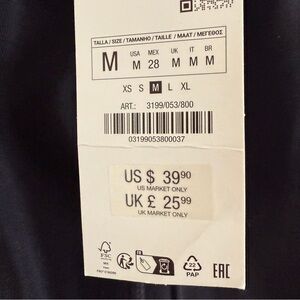 TALLA / SIZE / TAMANHO / TAILLE / MAAT / ΜΕΓΕΘΟΣ
M USA M MEX 28 UK M IT M BR M
XS S M L XL
ART.: 3199/053/800
03199053800037
US $ 39.90
US MARKET ONLY
UK £ 25.99
UK MARKET ONLY
FSC
MIX
22
PAP
EAC